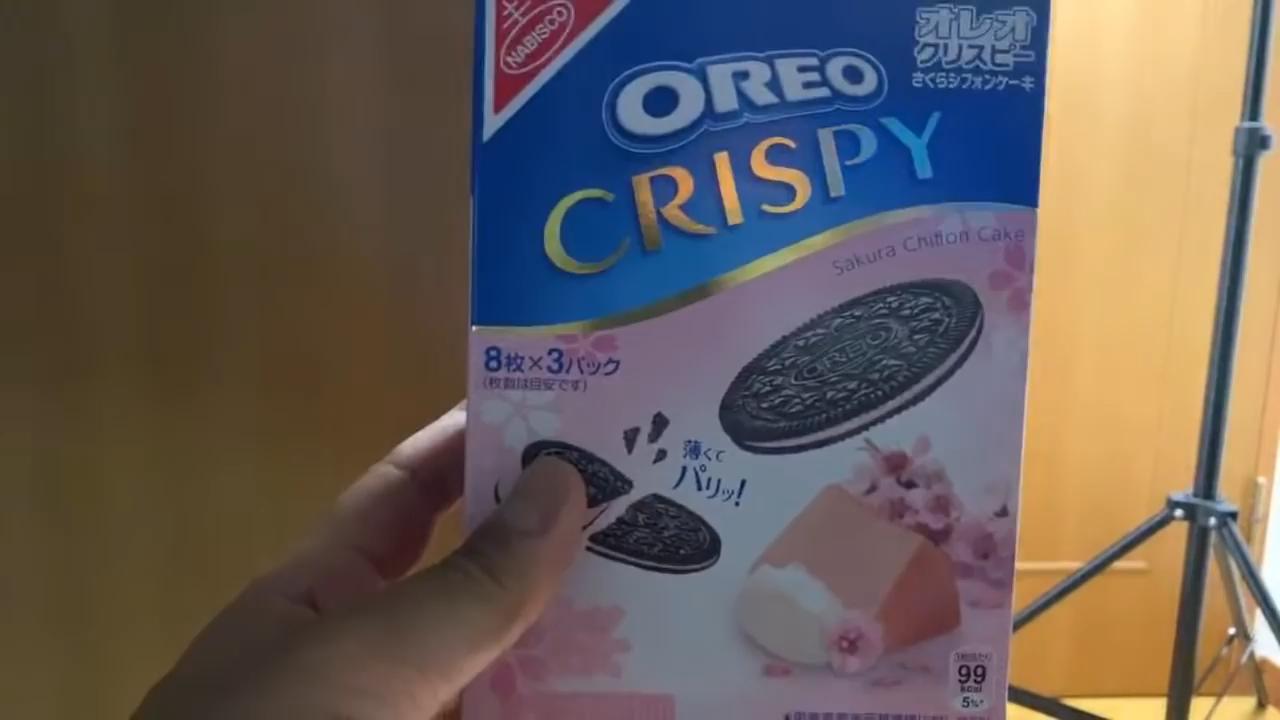 NABISCO
オレオ
クリスピー
さくらシフォンケーキ
OREO
CRISPY
Sakura Chiffon Cake
8枚×3パック
(枚数は目安です)
OREO
薄くて
パリッ!
99
kcal
5%